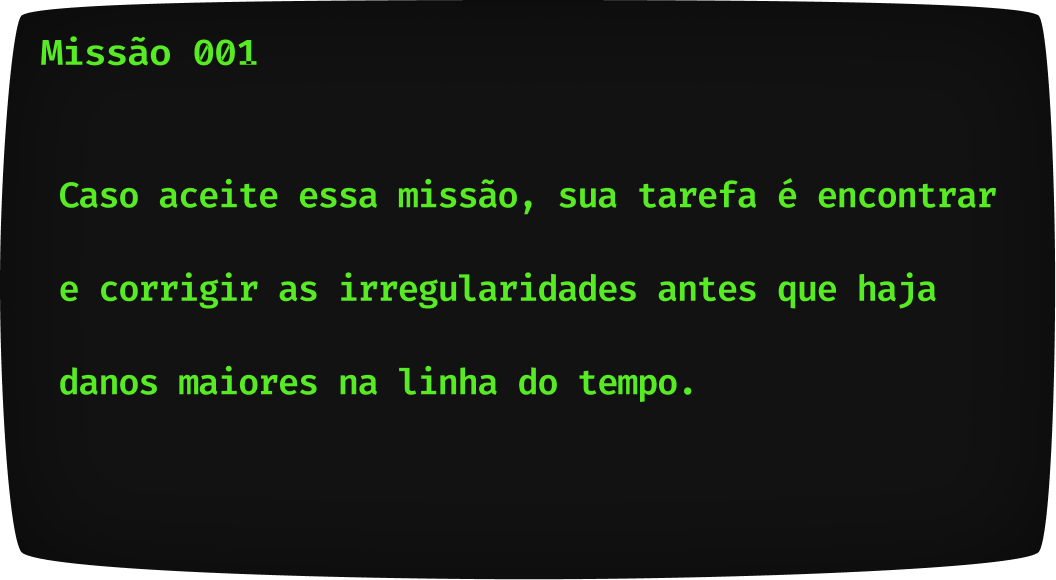 Missão 001
Caso aceite essa missão, sua tarefa é encontrar
e corrigir as irregularidades antes que haja
danos maiores na linha do tempo.